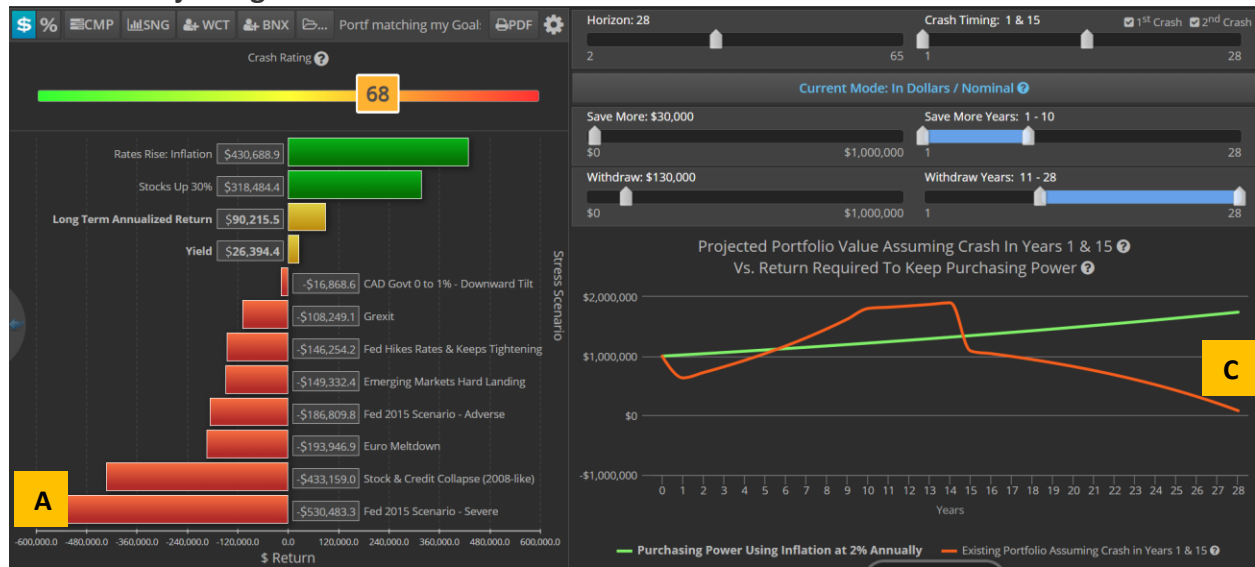 $ % CMP SNG WCT BNX ... Portf matching my Goal: PDF
Crash Rating
68
Rates Rise: Inflation $430,688.9
Stocks Up 30% $318,484.4
Long Term Annualized Return $90,215.5
Yield $26,394.4
-$16,868.6 CAD Govt 0 to 1% - Downward Tilt
-$108,249.1 Grexit
-$146,254.2 Fed Hikes Rates & Keeps Tightening
-$149,332.4 Emerging Markets Hard Landing
-$186,809.8 Fed 2015 Scenario - Adverse
-$193,946.9 Euro Meltdown
-$433,159.0 Stock & Credit Collapse (2008-like)
-$530,483.3 Fed 2015 Scenario - Severe
A
-600,000.0 -480,000.0 -360,000.0 -240,000.0 -120,000.0 0.0 120,000.0 240,000.0 360,000.0 480,000.0 600,000.0
$ Return
Stress Scenario
Horizon: 28
2 65
Crash Timing: 1 & 15 1st Crash 2nd Crash
1 28
Current Mode: In Dollars / Nominal
Save More: $30,000
$0 $1,000,000
Save More Years: 1 - 10
1 28
Withdraw: $130,000
$0 $1,000,000
Withdraw Years: 11 - 28
1 28
Projected Portfolio Value Assuming Crash In Years 1 & 15
Vs. Return Required To Keep Purchasing Power
$2,000,000
$1,000,000
$0
-$1,000,000
C
0 1 2 3 4 5 6 7 8 9 10 11 12 13 14 15 16 17 18 19 20 21 22 23 24 25 26 27 28
Years
Purchasing Power Using Inflation at 2% Annually Existing Portfolio Assuming Crash in Years 1 & 15